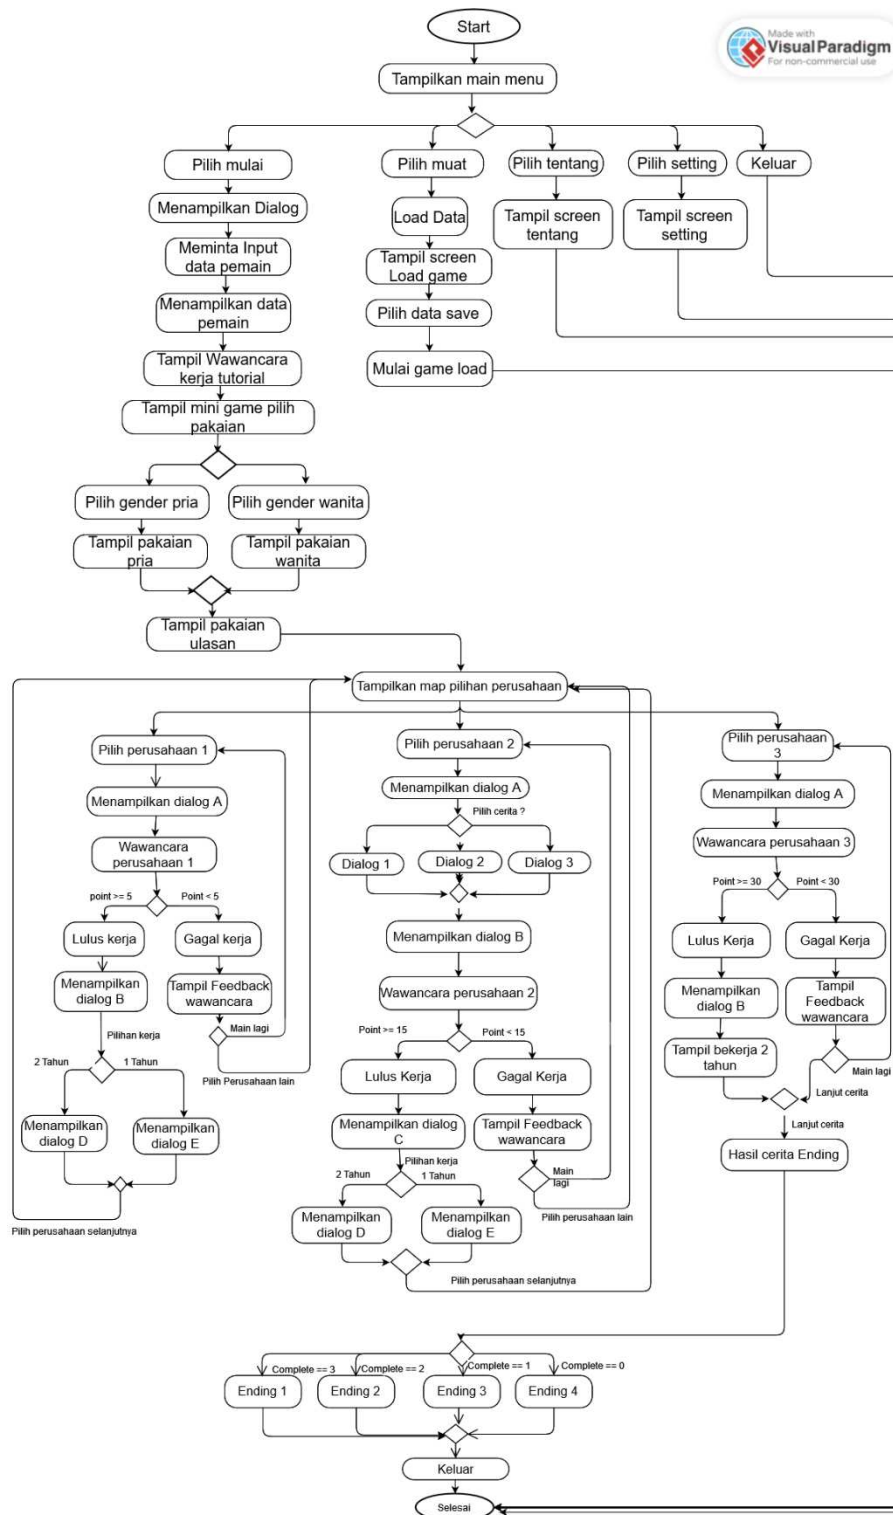 Start
Made with
Visual Paradigm
For non-commercial use
Tampilkan main menu
Pilih mulai
Pilih muat
Pilih tentang
Pilih setting
Keluar
Menampilkan Dialog
Load Data
Tampil screen
tentang
Tampil screen
setting
Meminta Input
data pemain
Tampil screen
Load game
Menampilkan data
pemain
Pilih data save
Tampil Wawancara
kerja tutorial
Mulai game load
Tampil mini game pilih
pakaian
Pilih gender pria
Pilih gender wanita
Tampil pakaian
pria
Tampil pakaian
wanita
Tampil pakaian
ulasan
Tampilkan map pilihan perusahaan
Pilih perusahaan 1
Menampilkan dialog A
Wawancara
perusahaan 1
point >= 5
Point < 5
Lulus kerja
Gagal kerja
Menampilkan
dialog B
Tampil Feedback
wawancara
Pilihan kerja
Main lagi
2 Tahun
1 Tahun
Pilih Perusahaan lain
Menampilkan
dialog D
Menampilkan
dialog E
Pilih perusahaan selanjutnya
Pilih perusahaan 2
Menampilkan dialog A
Pilih cerita ?
Dialog 1
Dialog 2
Dialog 3
Menampilkan dialog B
Wawancara perusahaan 2
Point >= 15
Point < 15
Lulus Kerja
Gagal Kerja
Menampilkan dialog
C
Tampil Feedback
wawancara
Pilihan kerja
2 Tahun
1 Tahun
Main
lagi
Pilih perusahaan lain
Menampilkan
dialog D
Menampilkan
dialog E
Pilih perusahaan selanjutnya
Pilih perusahaan
3
Menampilkan dialog A
Wawancara perusahaan 3
Point >= 30
Point < 30
Lulus Kerja
Gagal Kerja
Menampilkan
dialog B
Tampil
Feedback
wawancara
Tampil bekerja 2
tahun
Main lagi
Lanjut cerita
Lanjut cerita
Hasil cerita Ending
Complete == 3
Complete == 2
Complete == 1
Complete == 0
Ending 1
Ending 2
Ending 3
Ending 4
Keluar
Selesai